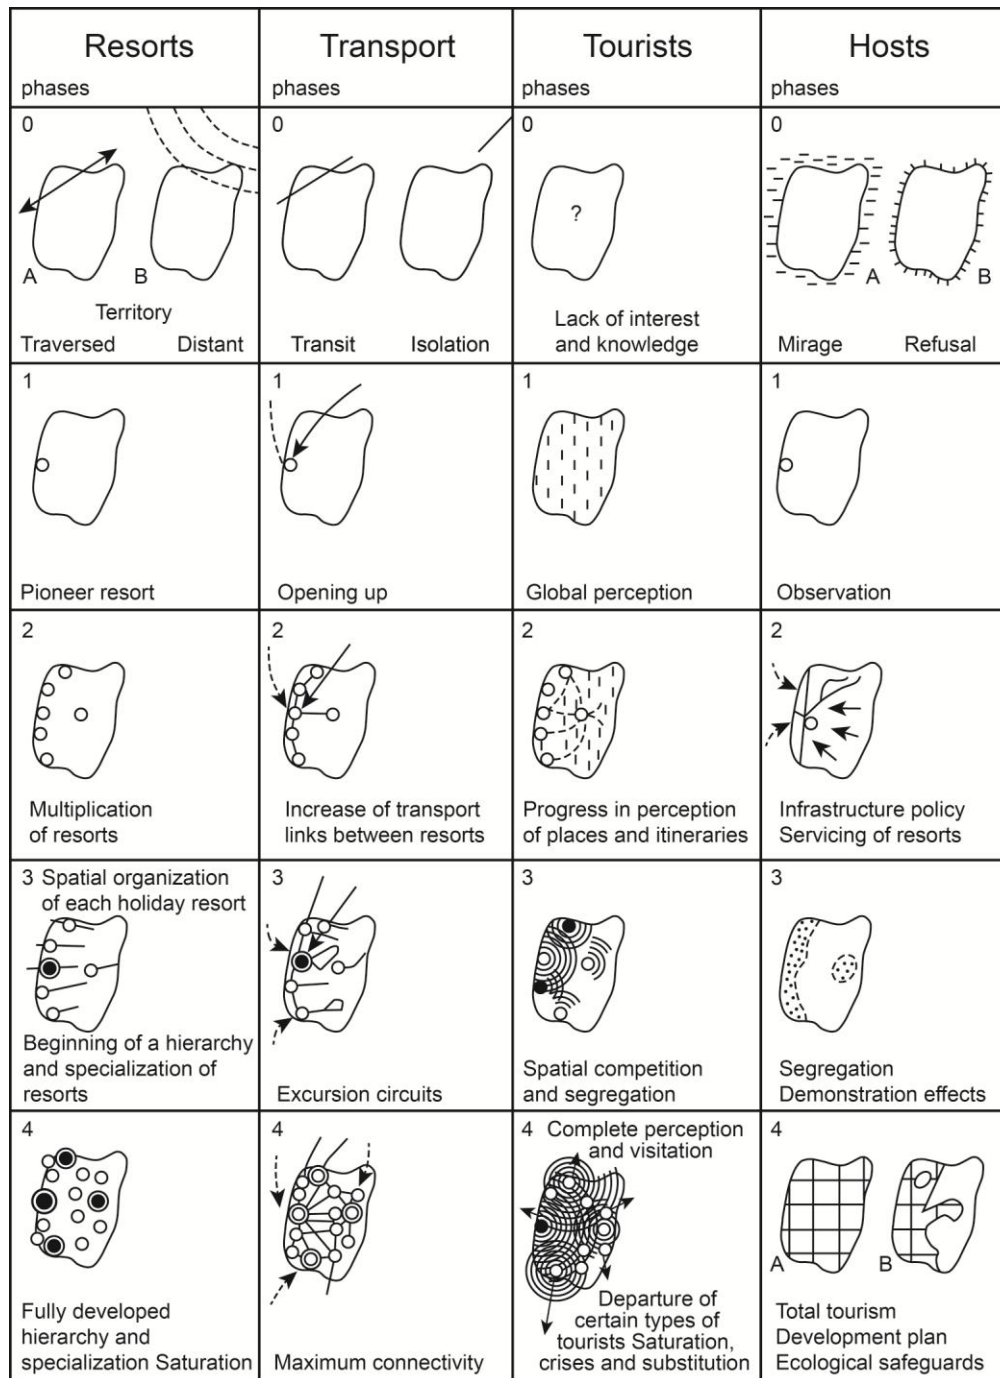 Resorts
phases
Transport
phases
Tourists
phases
Hosts
phases
0
A
B
Territory
Traversed
Distant
0
Transit
Isolation
0
?
Lack of interest
and knowledge
0
A
B
Mirage
Refusal
1
Pioneer resort
1
Opening up
1
Global perception
1
Observation
2
Multiplication
of resorts
2
Increase of transport
links between resorts
2
Progress in perception
of places and itineraries
2
Infrastructure policy
Servicing of resorts
3 Spatial organization
of each holiday resort
Beginning of a hierarchy
and specialization of
resorts
3
Excursion circuits
3
Spatial competition
and segregation
3
Segregation
Demonstration effects
4
Fully developed
hierarchy and
specialization Saturation
4
Maximum connectivity
4 Complete perception
and visitation
Departure of
certain types of
tourists Saturation,
crises and substitution
4
A
B
Total tourism
Development plan
Ecological safeguards